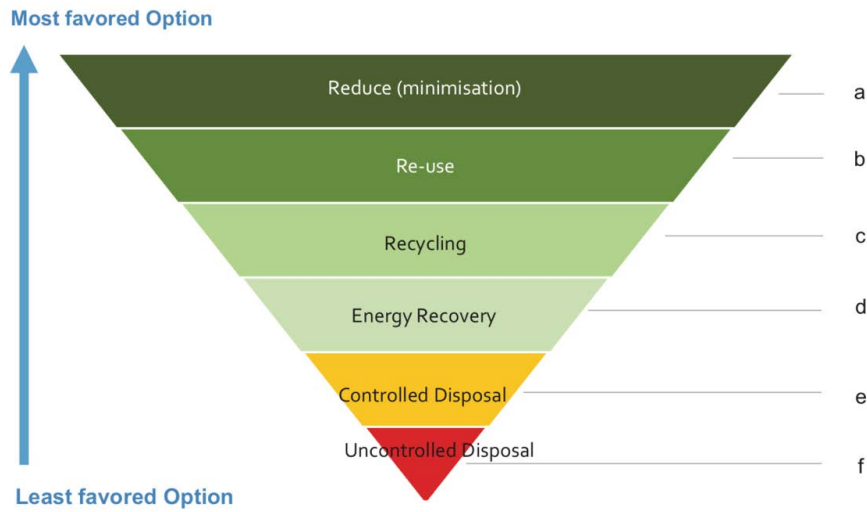 Most favored Option
Reduce (minimisation)
a
Re-use
b
Recycling
c
Energy Recovery
d
Controlled Disposal
e
Uncontrolled Disposal
f
Least favored Option